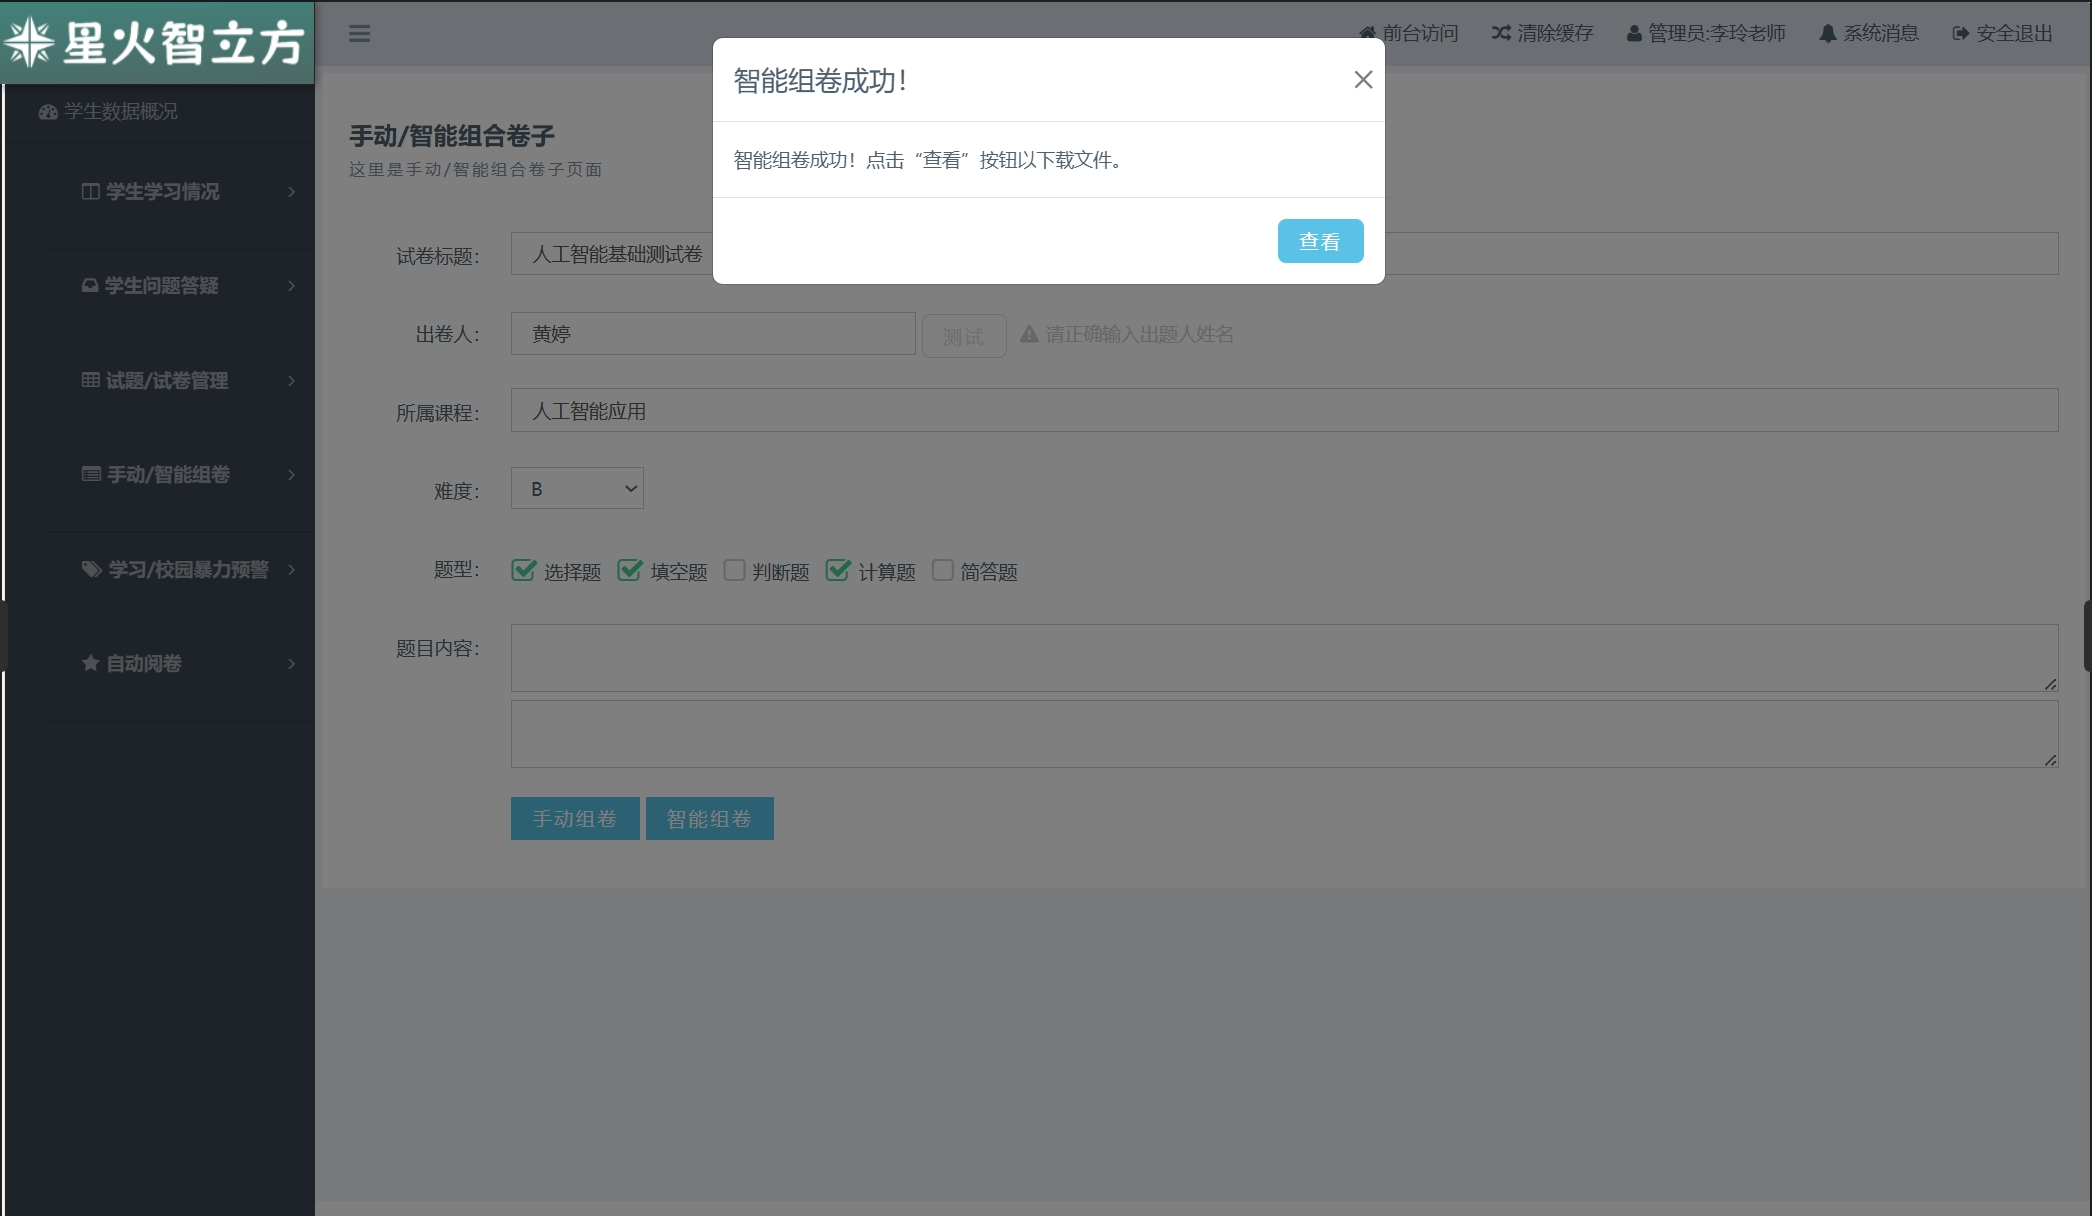 星火智立方
前台访问 清除缓存 管理员:李玲老师 系统消息 安全退出
学生数据概况
学生学习情况
学生问题答疑
试题/试卷管理
手动/智能组卷
学习/校园暴力预警
自动阅卷
智能组卷成功！
智能组卷成功！点击“查看”按钮以下载文件。
查看
手动/智能组合卷子
这里是手动/智能组合卷子页面
试卷标题： 人工智能基础测试卷
出卷人： 黄婷 测试 请正确输入出题人姓名
所属课程： 人工智能应用
难度： B
题型： 选择题 填空题 判断题 计算题 简答题
题目内容：
手动组卷 智能组卷